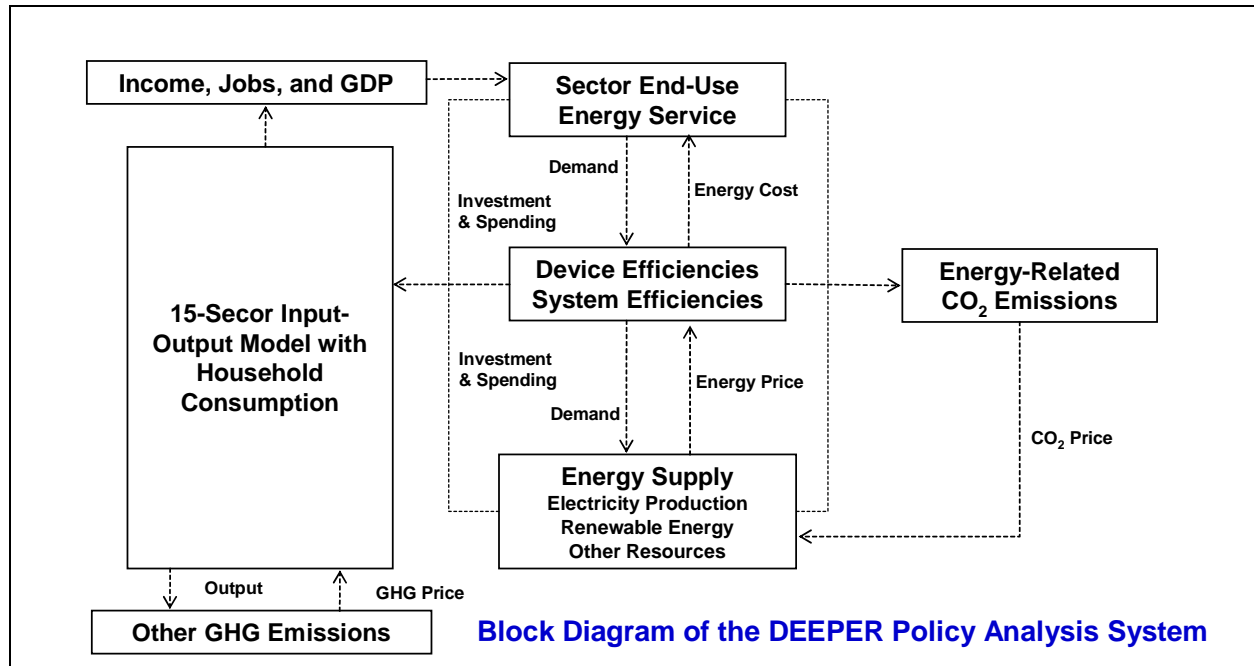 Income, Jobs, and GDP
Sector End-Use
Energy Service
Demand
Energy Cost
Investment
& Spending
Device Efficiencies
System Efficiencies
Energy-Related
CO₂ Emissions
15-Secor Input-
Output Model with
Household
Consumption
Investment
& Spending
Energy Price
Demand
CO₂ Price
Energy Supply
Electricity Production
Renewable Energy
Other Resources
Output
GHG Price
Other GHG Emissions
Block Diagram of the DEEPER Policy Analysis System